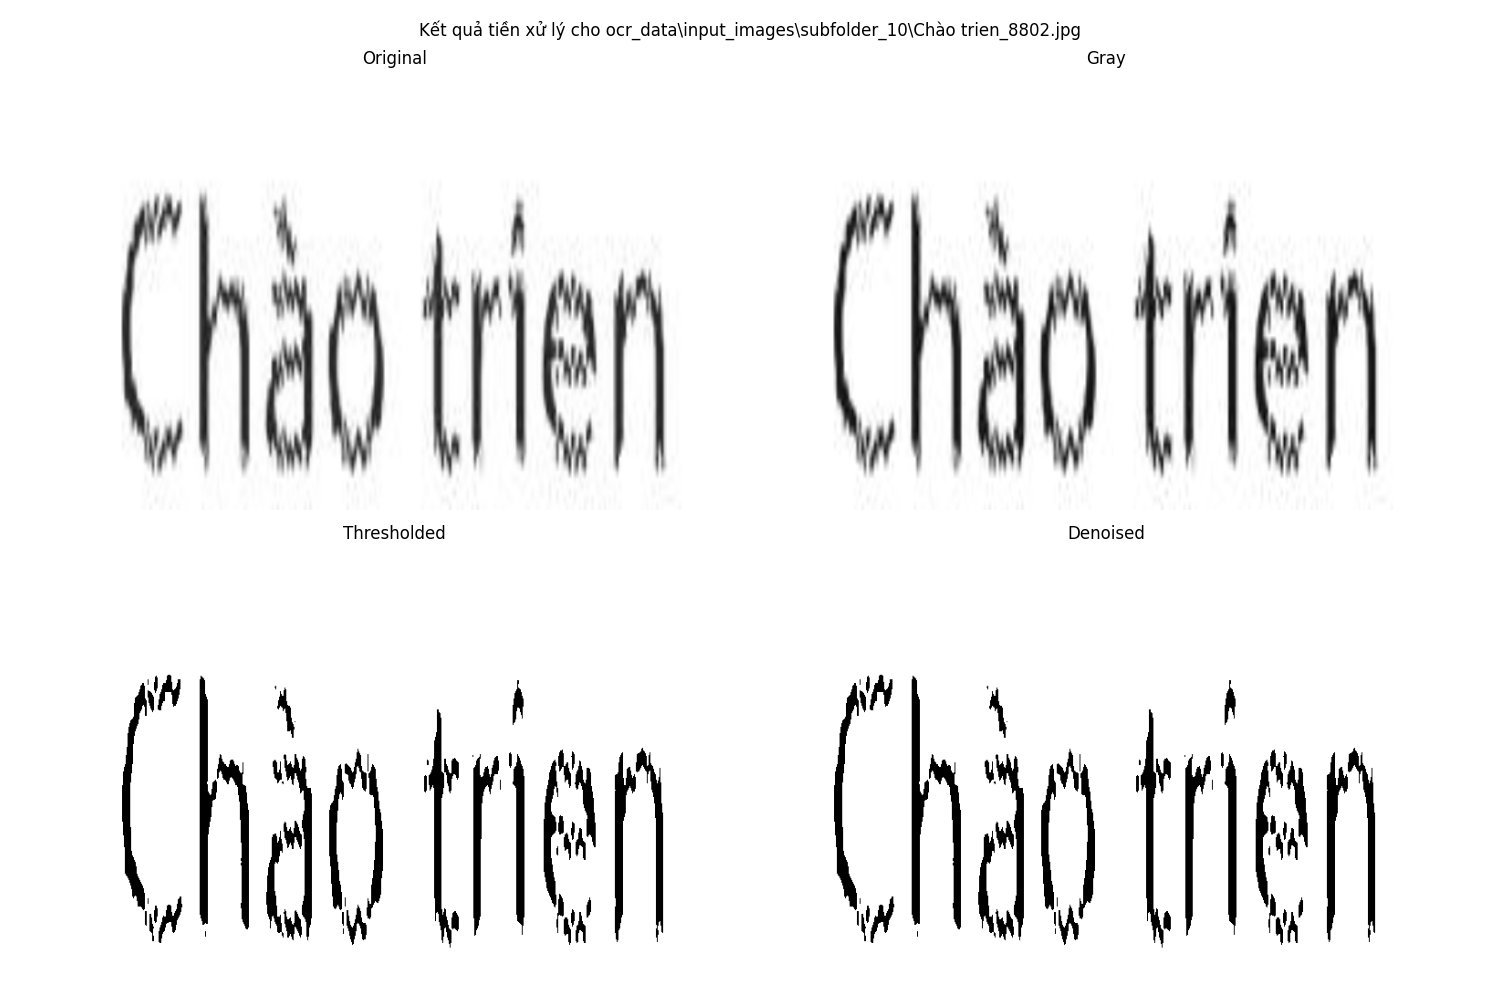 Kết quả tiền xử lý cho ocr_data\input_images\subfolder_10\Chào trien_8802.jpg
Original
Gray
Chào trien
Chào trien
Thresholded
Denoised
Chào trien
Chào trien